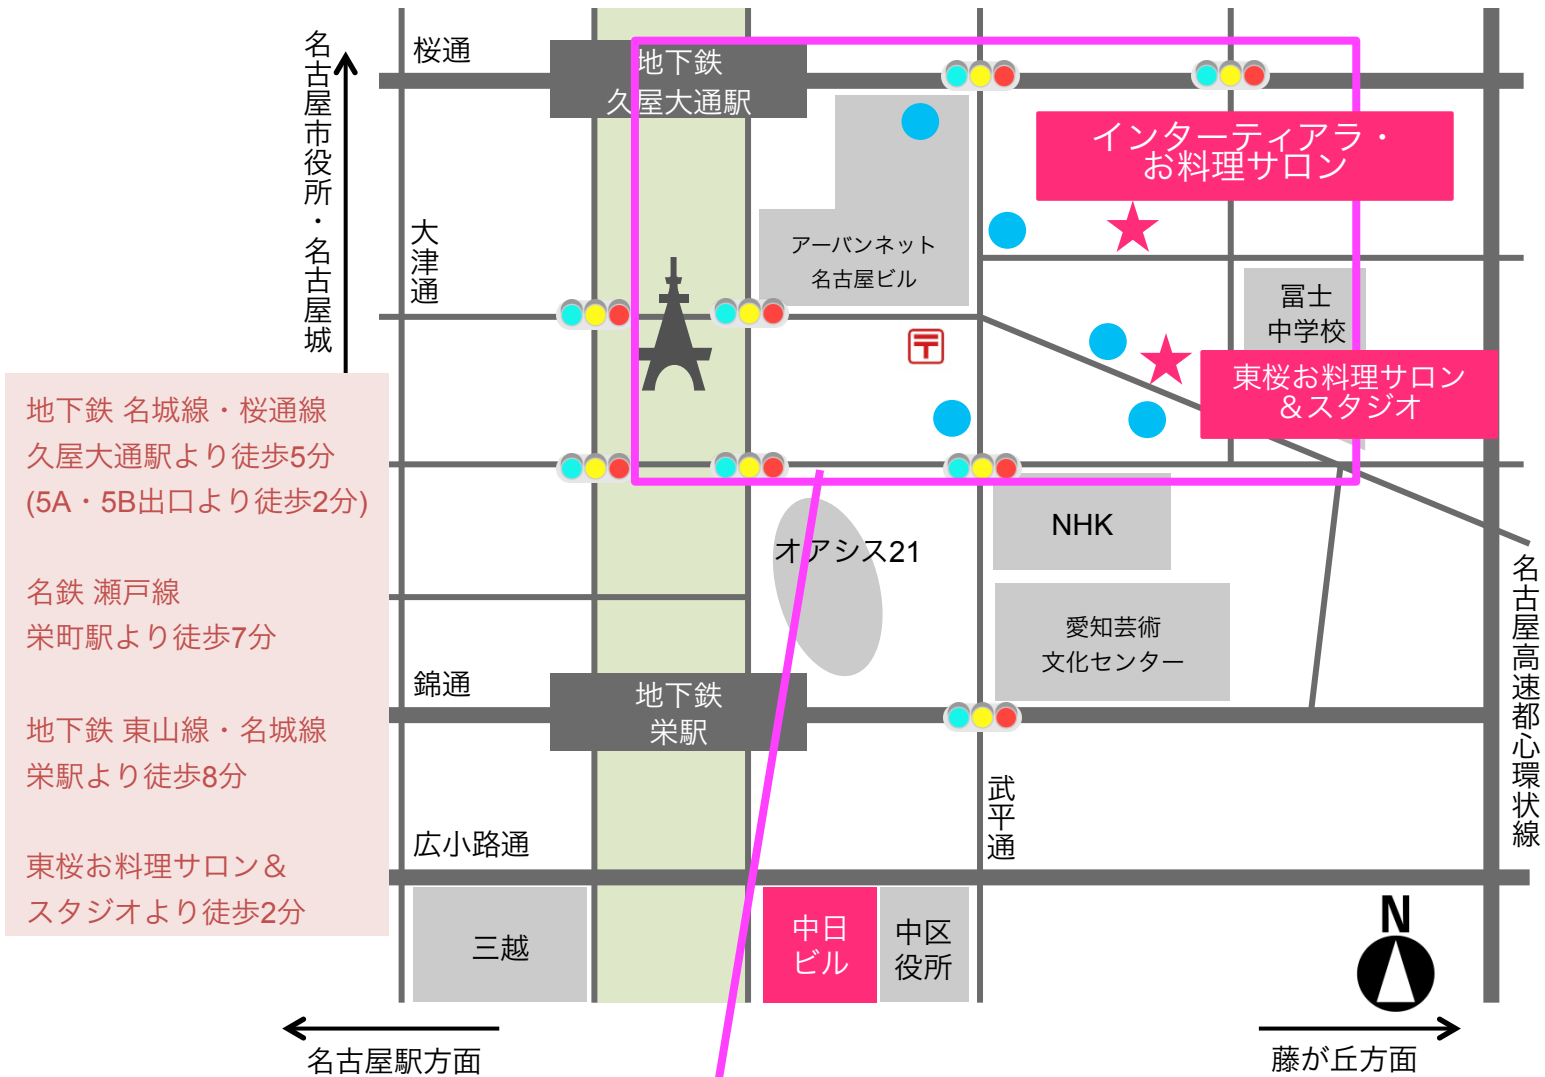 桜通
地下鉄
久屋大通駅
名古屋市役所・名古屋城
大津通
インターティアラ・
お料理サロン
アーバンネット
名古屋ビル
冨士
中学校
東桜お料理サロン
＆スタジオ
〒
地下鉄 名城線・桜通線
久屋大通駅より徒歩5分
(5A・5B出口より徒歩2分)
名鉄 瀬戸線
栄町駅より徒歩7分
地下鉄 東山線・名城線
栄駅より徒歩8分
東桜お料理サロン＆
スタジオより徒歩2分
オアシス21
NHK
愛知芸術
文化センター
名古屋高速都心環状線
錦通
地下鉄
栄駅
武平通
広小路通
三越
中日
ビル
中区
役所
N
名古屋駅方面
藤が丘方面